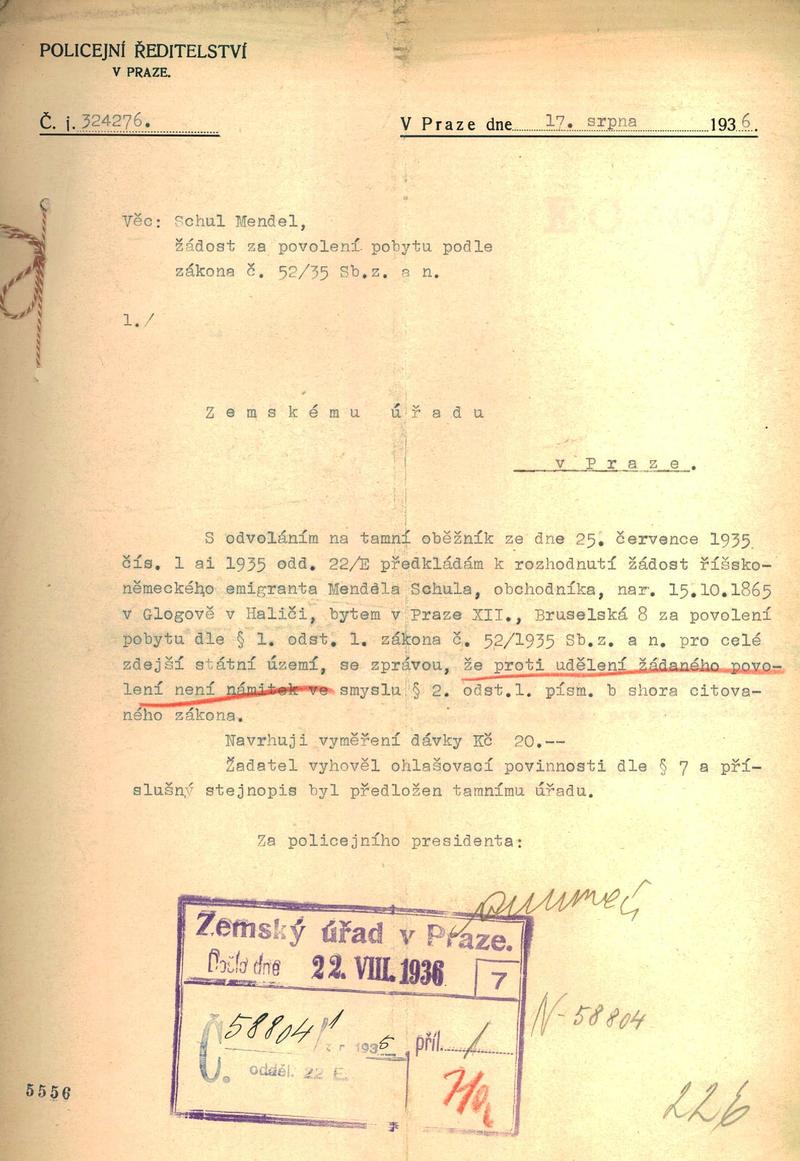 POLICEJNÍ ŘEDITELSTVÍ
V PRAZE.
Č. j. 324276.
V Praze dne 17. srpna 1936.
Věc: Schul Mendel,
žádost za povolení pobytu podle
zákona č. 52/35 Sb.z. a n.
1./
Zemskému úřadu
v Praze.
S odvoláním na tamní oběžník ze dne 25. července 1935
čís. 1 ai 1935 odd. 22/E předkládám k rozhodnutí žádost říšsko-
německého emigranta Menddla Schula, obchodníka, nar. 15.10.1865
v Glogově v Haliči, bytem v Praze XII., Bruselská 8 za povolení
pobytu dle § 1. odst. 1. zákona č. 52/1935 Sb.z. a n. pro celé
zdejší státní území, se zprávou, že proti udělení žádaného povo-
lení není námitek ve smyslu § 2. odst.1. písm. b shora citova-
ného zákona.
Navrhuji vyměření dávky Kč 20.--
Žadatel vyhověl ohlašovací povinnosti dle § 7 a pří-
slušný stejnopis byl předložen tamnímu úřadu.
Za policejního presidenta:
Zemský úřad v Praze.
Došlo dne 22. VIII. 1936 7
58804 1936 příl. 1
odděl. 22 E.
N-58804
5556
226